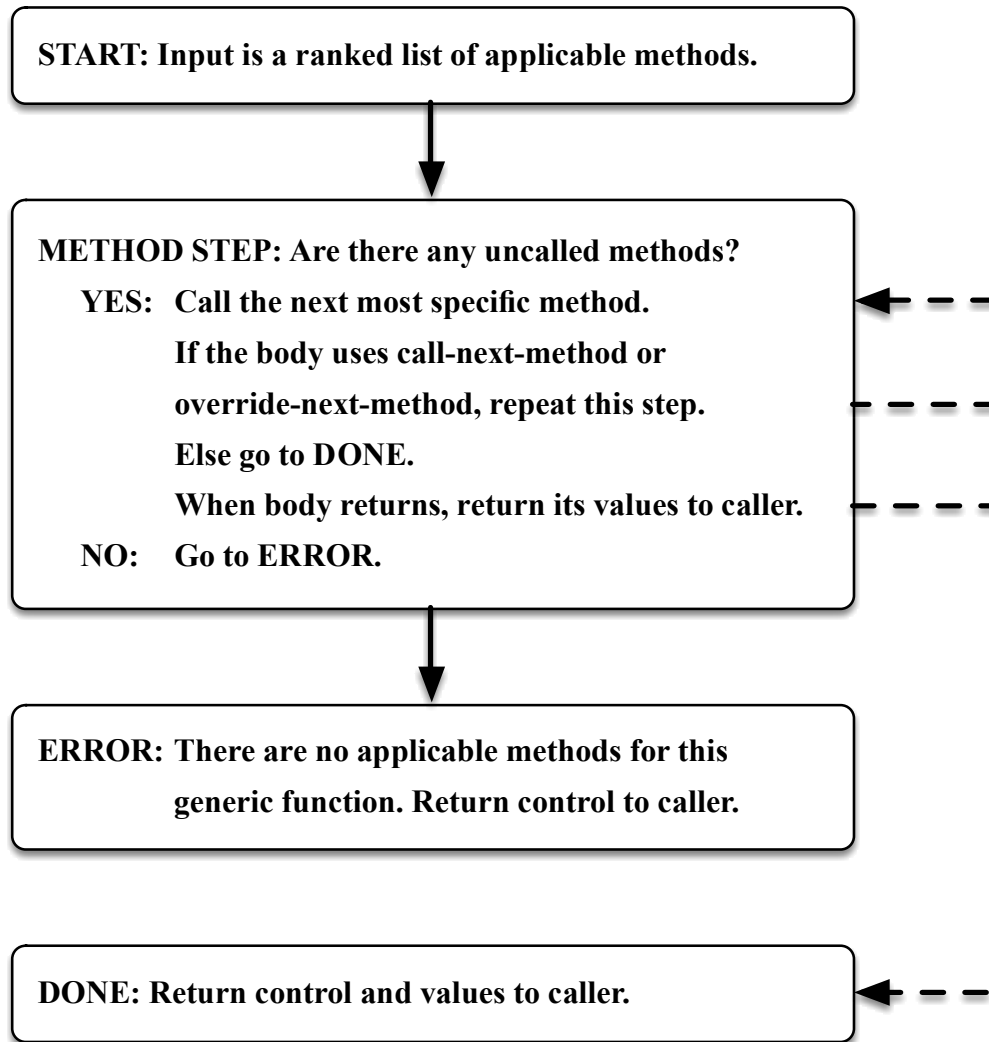 START: Input is a ranked list of applicable methods.
METHOD STEP: Are there any uncalled methods?
YES: Call the next most specific method.
If the body uses call-next-method or
override-next-method, repeat this step.
Else go to DONE.
When body returns, return its values to caller.
NO: Go to ERROR.
ERROR: There are no applicable methods for this
generic function. Return control to caller.
DONE: Return control and values to caller.